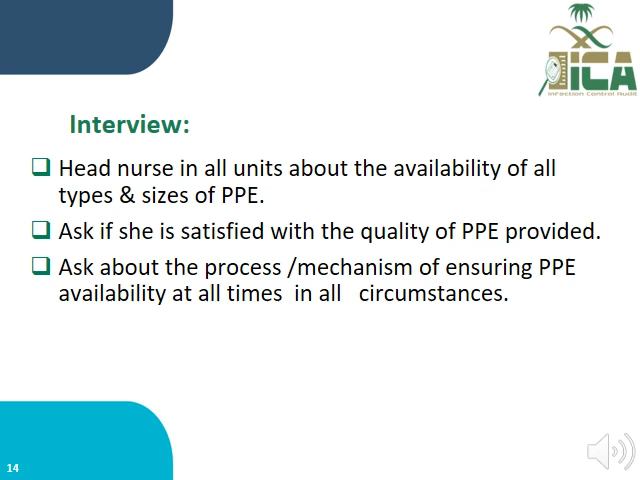 iCA
Infection Control Audit
Interview:
Head nurse in all units about the availability of all
types & sizes of PPE.
Ask if she is satisfied with the quality of PPE provided.
Ask about the process /mechanism of ensuring PPE
availability at all times  in all   circumstances.
14